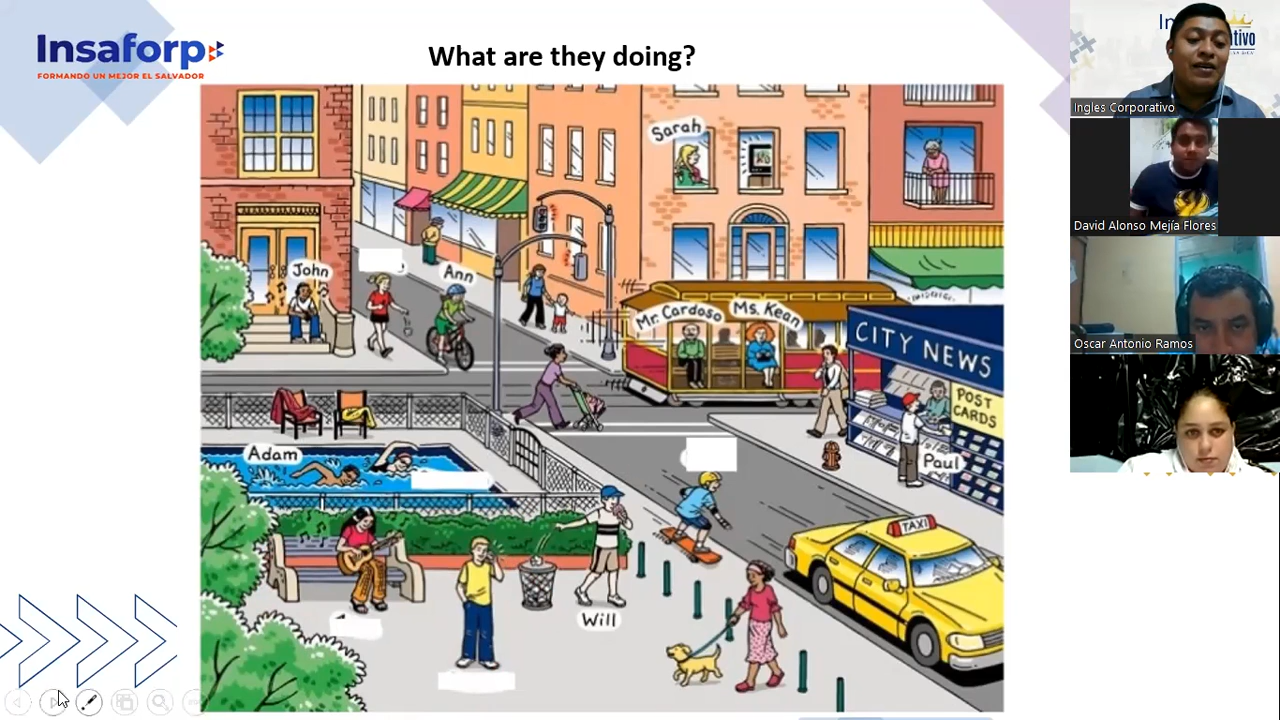 Insaforp
FORMANDO UN MEJOR EL SALVADOR
What are they doing?
Sarah
John
Ann
Mr. Cardoso
Ms. Kean
CITY NEWS
POST
CARDS
Adam
Paul
TAXI
Will
Ingles Corporativo
David Alonso Mejía Flores
Oscar Antonio Ramos